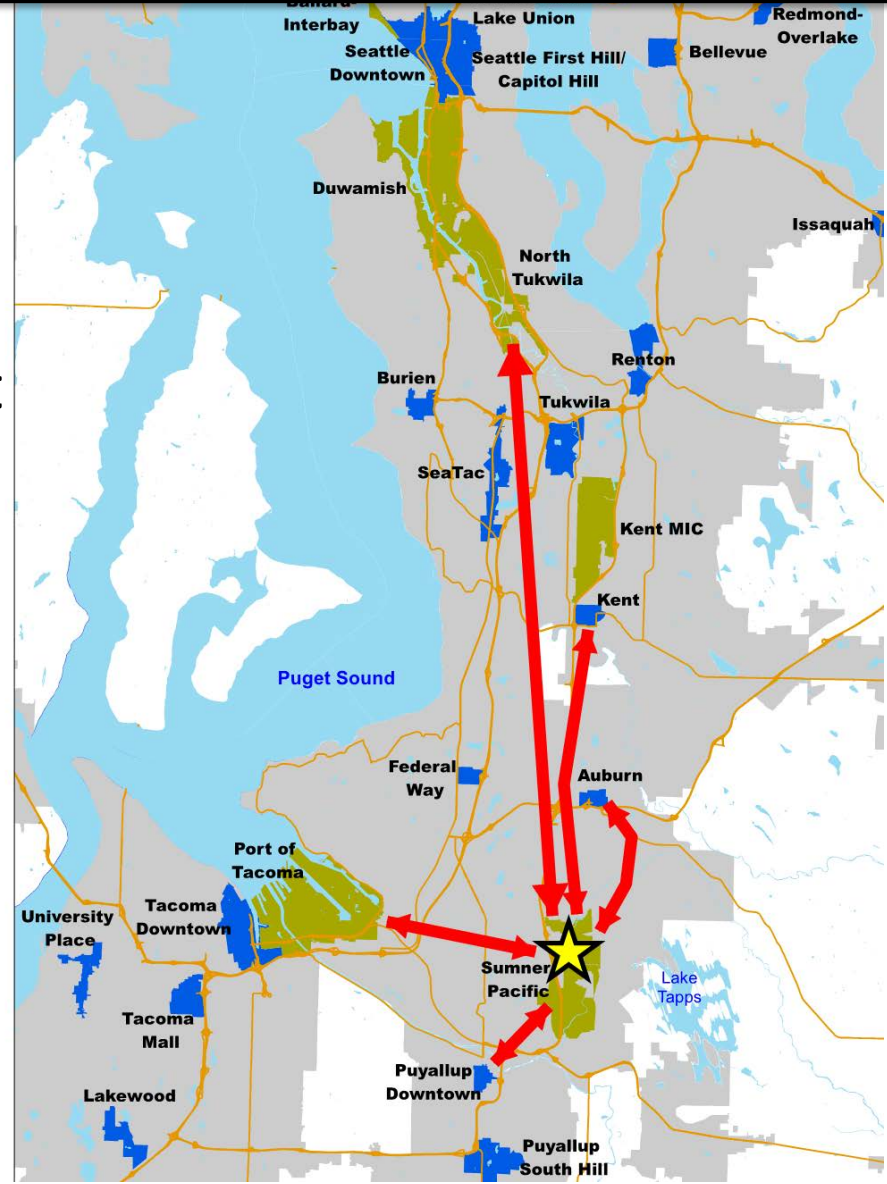 Ballard-
Interbay
Lake Union
Redmond-
Overlake
Seattle
Downtown
Seattle First Hill/
Capitol Hill
Bellevue
Duwamish
Issaquah
North
Tukwila
Renton
Burien
Tukwila
SeaTac
Kent MIC
Kent
Puget Sound
Federal
Way
Auburn
Port of
Tacoma
Tacoma
Downtown
University
Place
Sumner
Pacific
Lake
Tapps
Tacoma
Mall
Puyallup
Downtown
Lakewood
Puyallup
South Hill